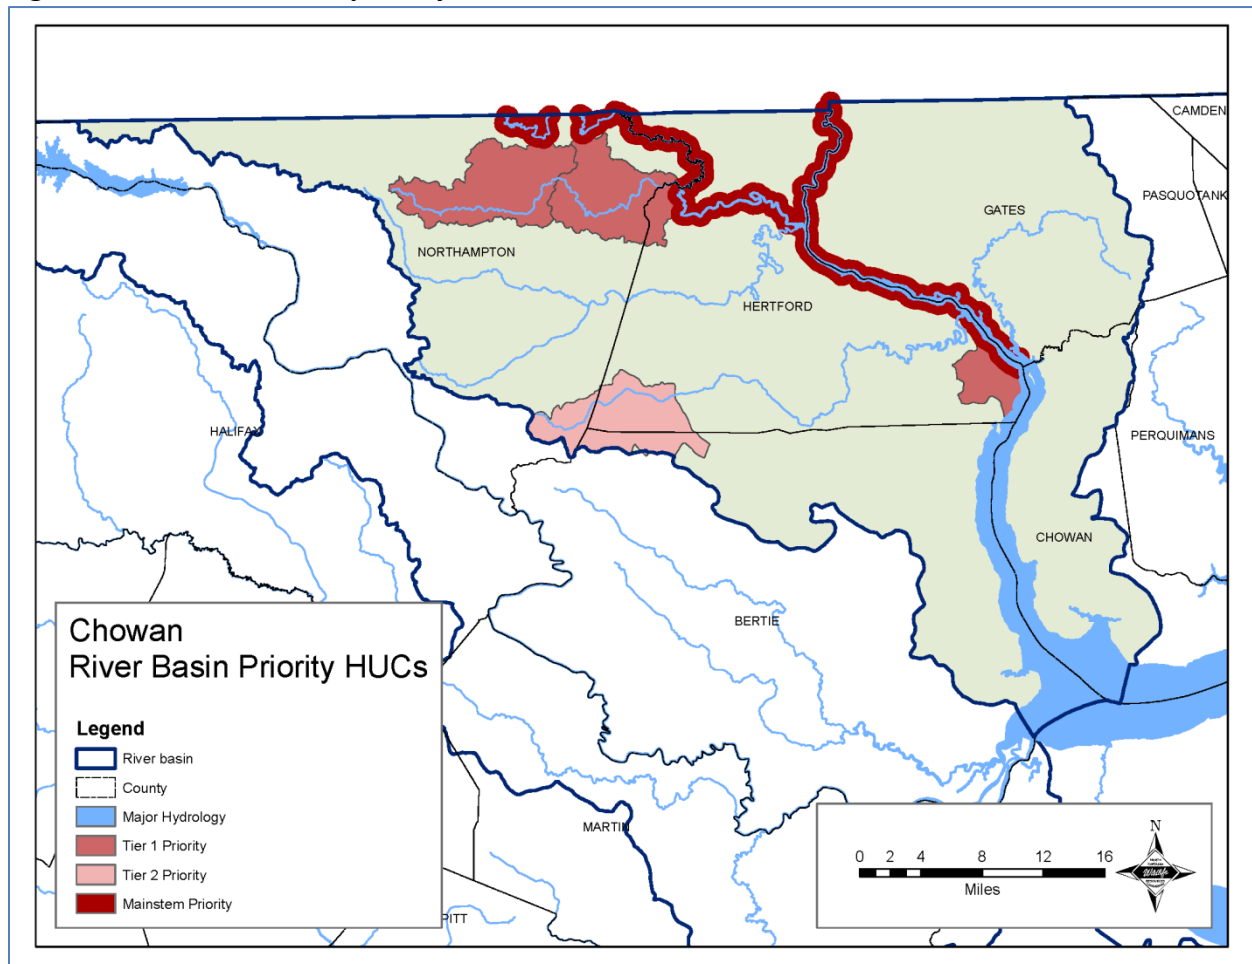 CAMDEN
PASQUOTANK
GATES
NORTHAMPTON
HERTFORD
HALIFAX
PERQUIMANS
CHOWAN
BERTIE
MARTIN
PITT
Chowan
River Basin Priority HUCs
Legend
River basin
County
Major Hydrology
Tier 1 Priority
Tier 2 Priority
Mainstem Priority
0 2 4 8 12 16
Miles
N
Wildlife